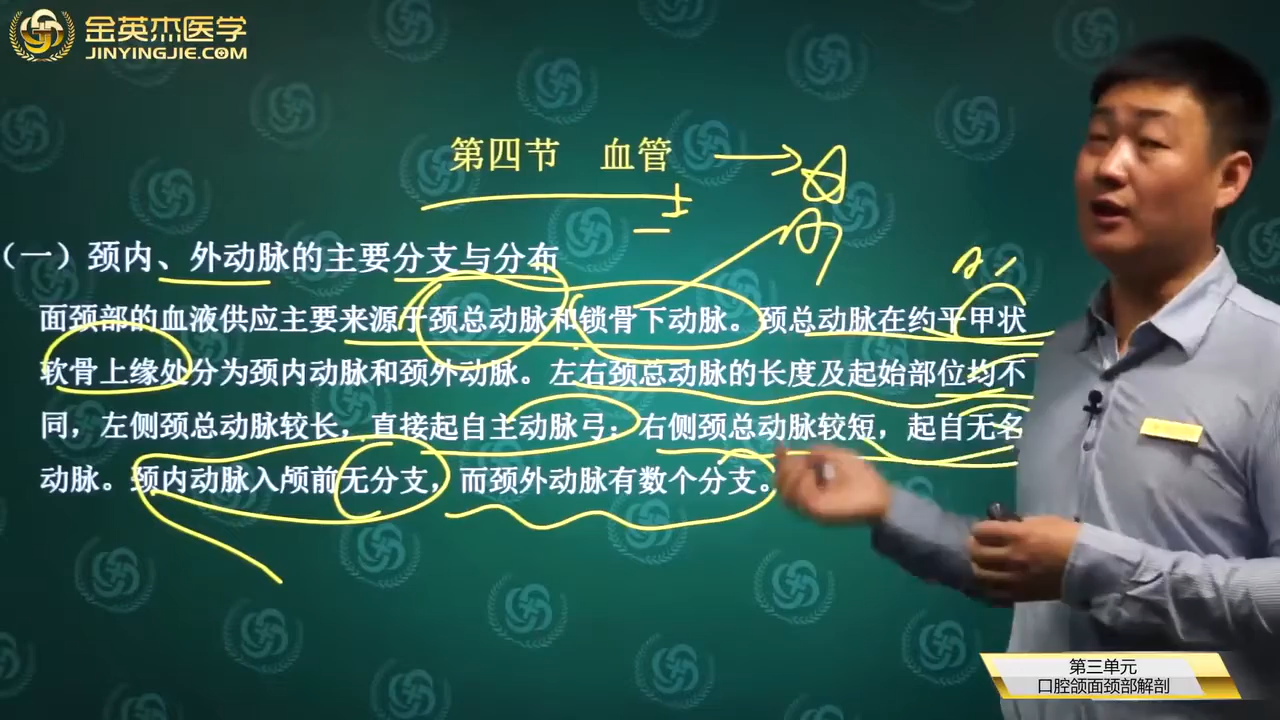 金英杰医学
JINYINGJIE.COM
第四节 血管
(一)颈内、外动脉的主要分支与分布
面颈部的血液供应主要来源于颈总动脉和锁骨下动脉。颈总动脉在约平甲状
软骨上缘处分为颈内动脉和颈外动脉。左右颈总动脉的长度及起始部位均不
同,左侧颈总动脉较长,直接起自主动脉弓;右侧颈总动脉较短,起自无名
动脉。颈内动脉入颅前无分支,而颈外动脉有数个分支。
第三单元
口腔颌面颈部解剖